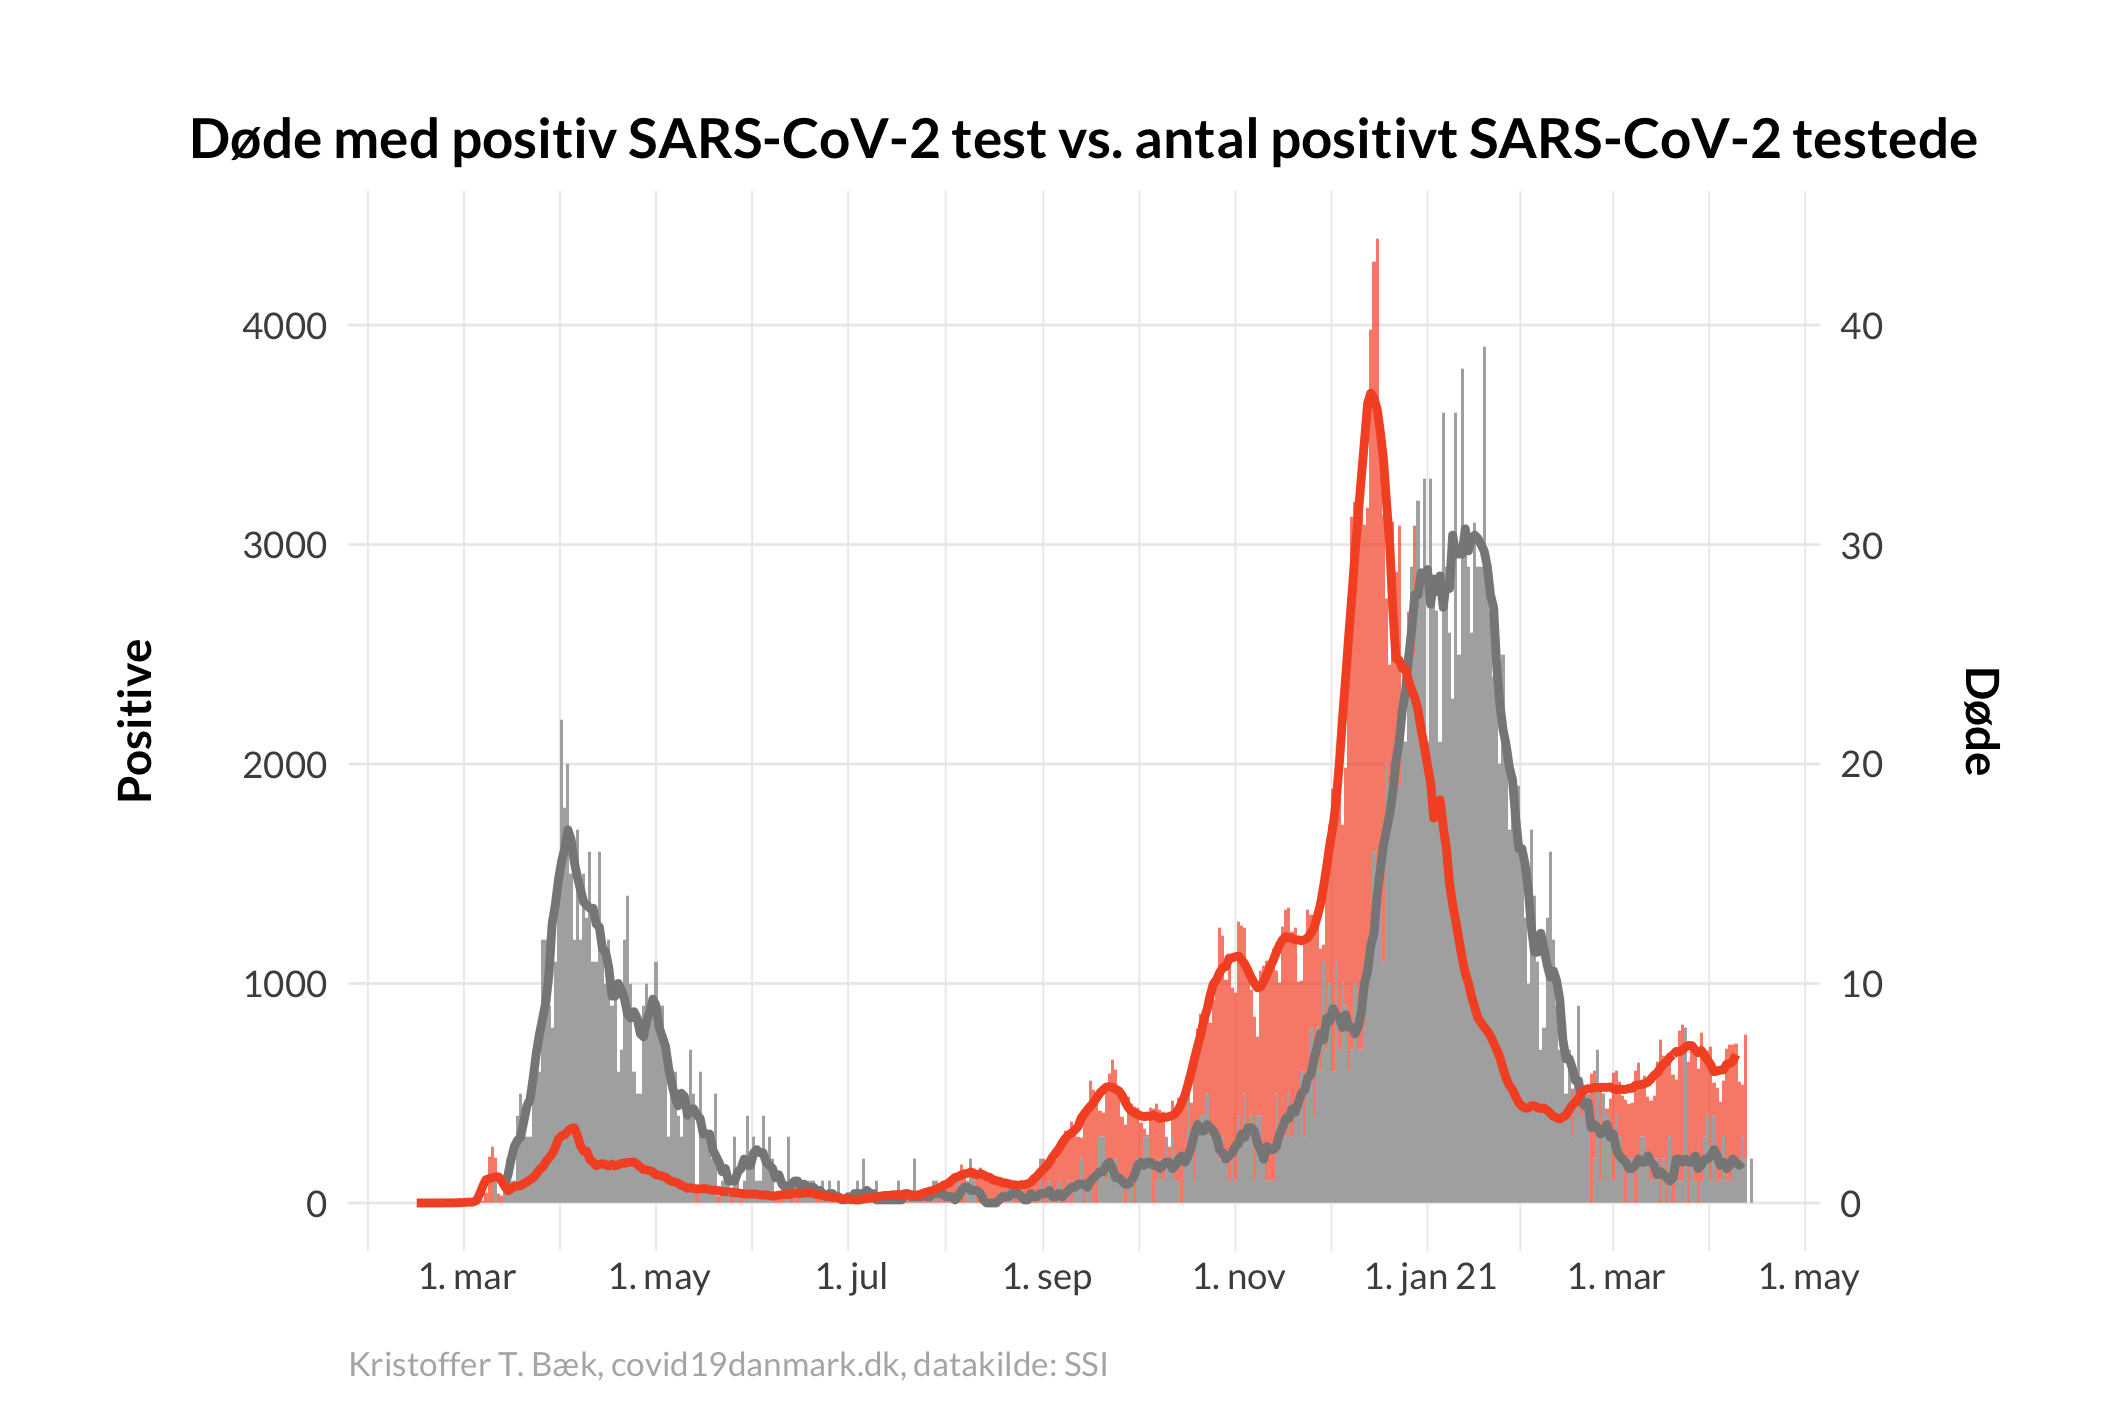 Døde med positiv SARS-CoV-2 test vs. antal positivt SARS-CoV-2 testede
Positive
4000
3000
2000
1000
0
40
30
20
10
0
Døde
1. mar
1. may
1. jul
1. sep
1. nov
1. jan 21
1. mar
1. may
Kristoffer T. Bæk, covid19danmark.dk, datakilde: SSI